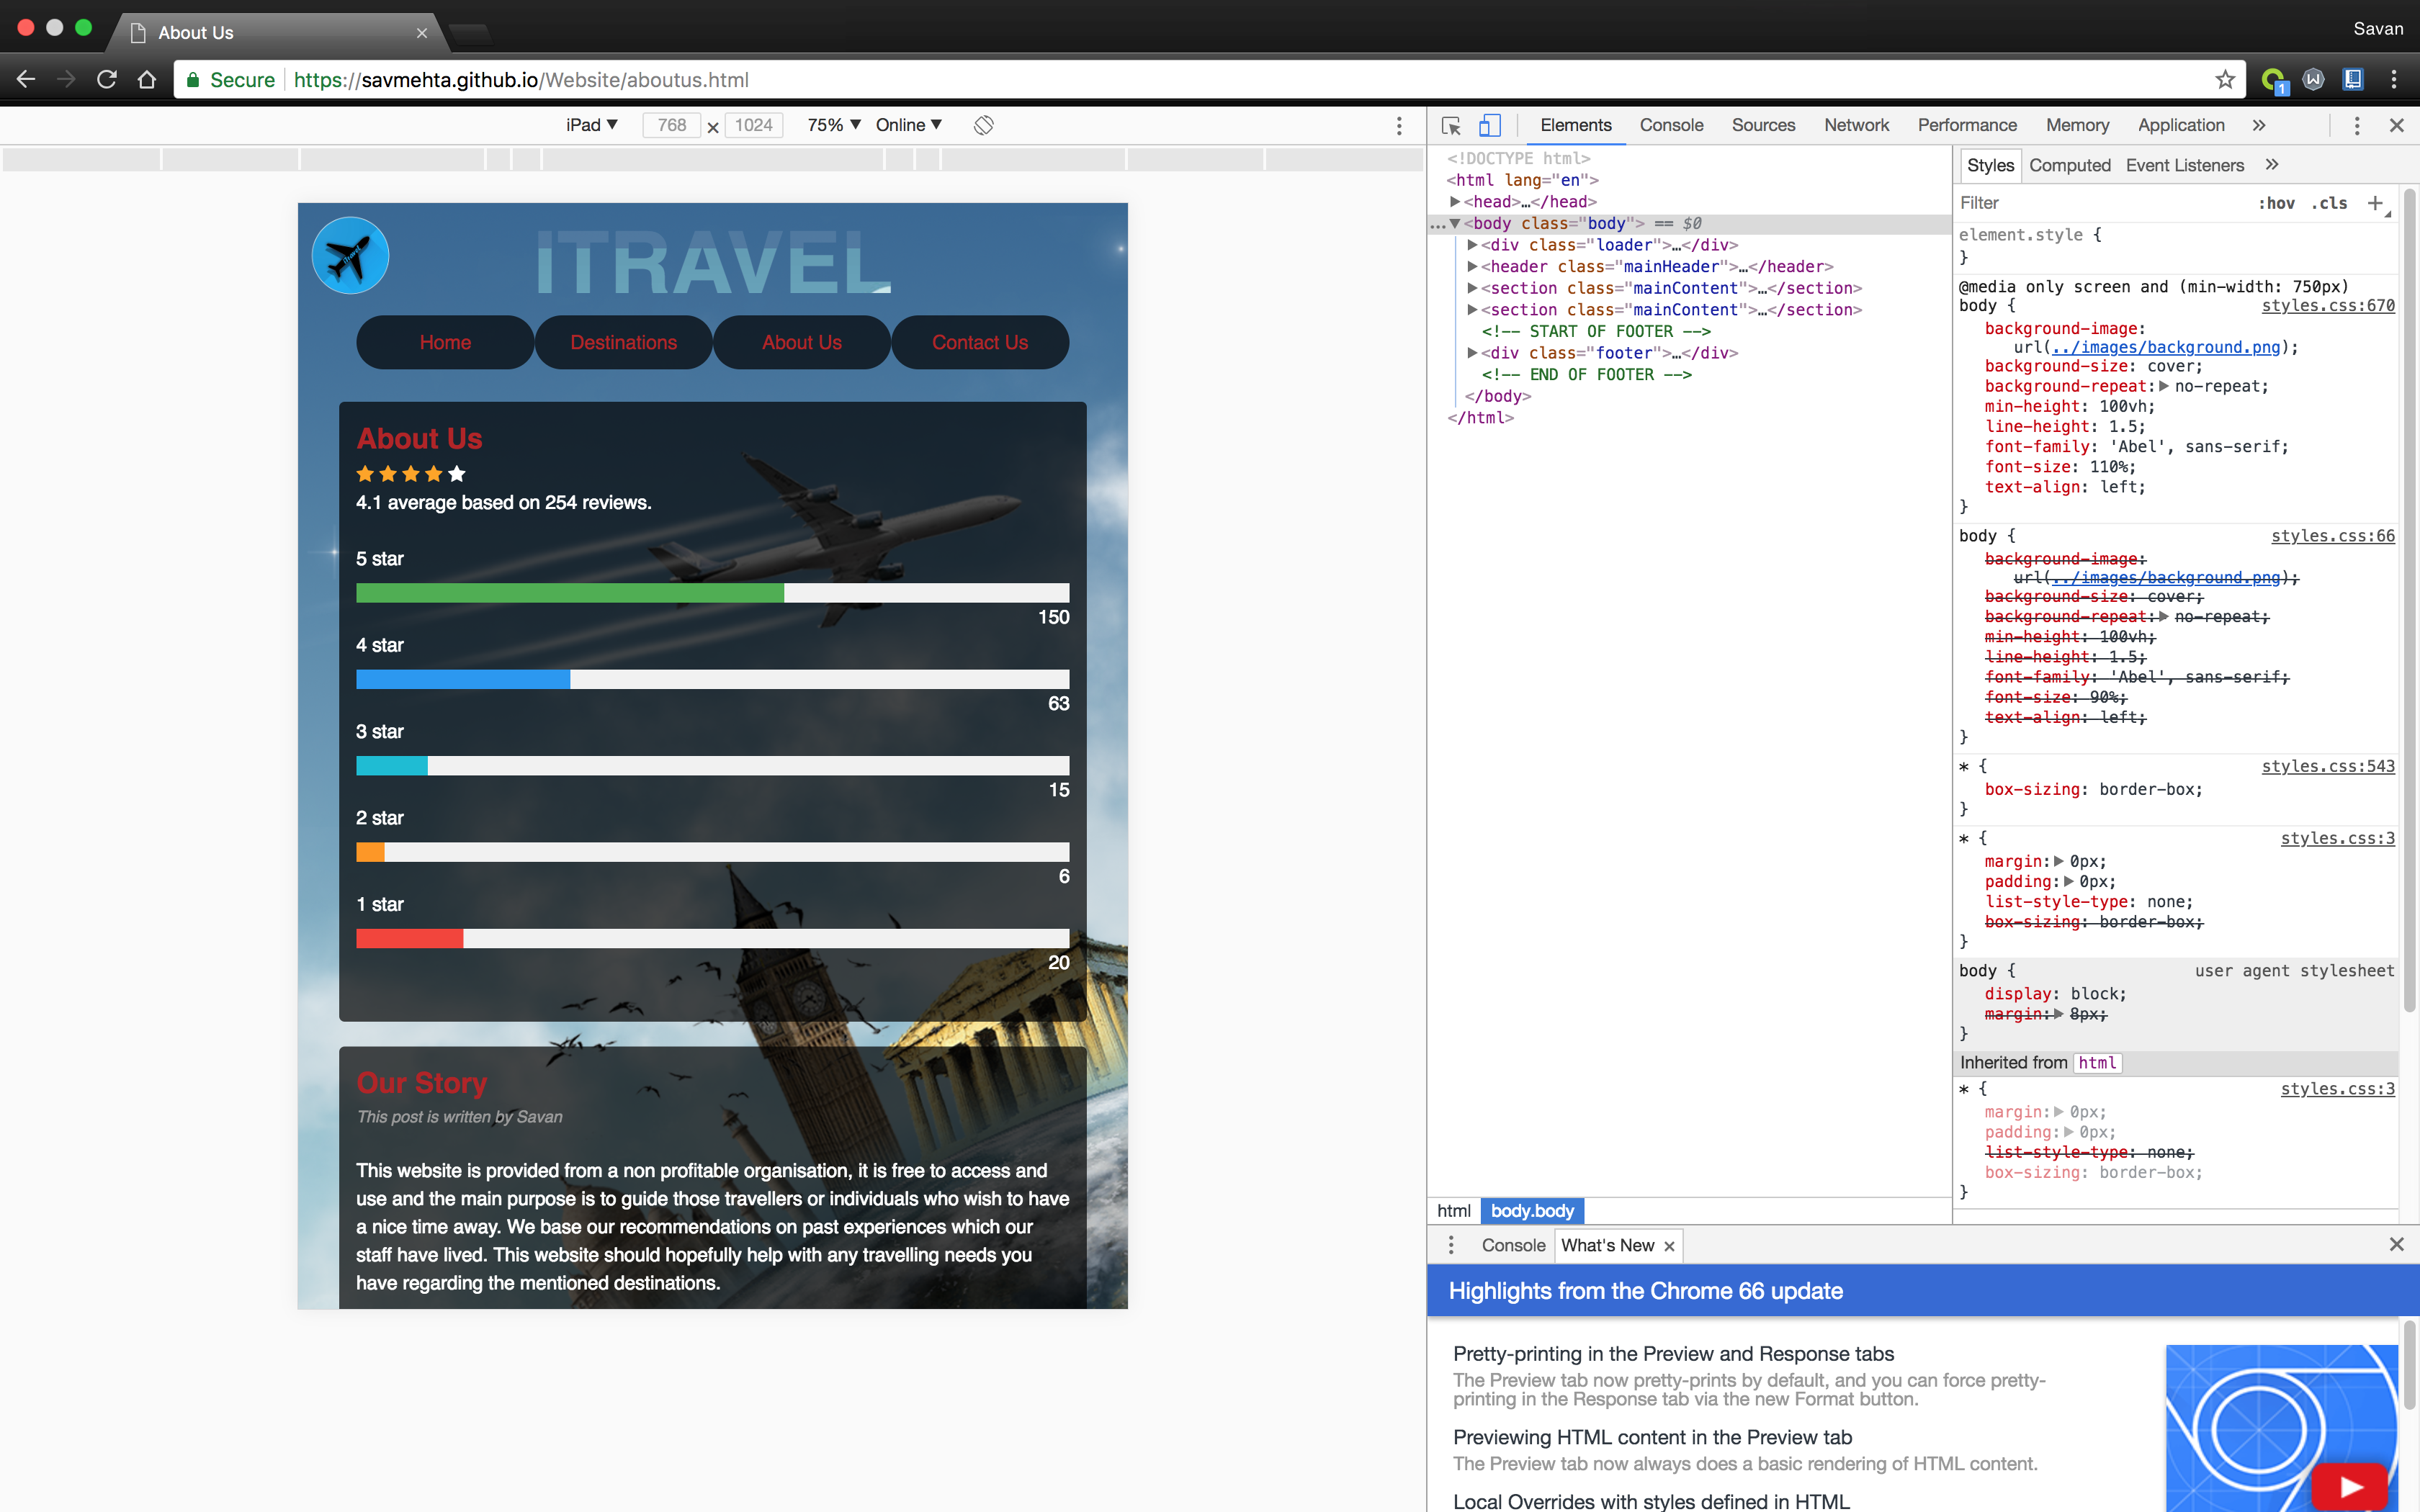 About Us
Savan
Secure https://savmehta.github.io/Website/aboutus.html
1
iPad ▼ 768 × 1024 75% ▼ Online ▼
Elements Console Sources Network Performance Memory Application »
ITRAVEL
Home Destinations About Us Contact Us
About Us
4.1 average based on 254 reviews.
5 star
150
4 star
63
3 star
15
2 star
6
1 star
20
Our Story
This post is written by Savan
This website is provided from a non profitable organisation, it is free to access and
use and the main purpose is to guide those travellers or individuals who wish to have
a nice time away. We base our recommendations on past experiences which our
staff have lived. This website should hopefully help with any travelling needs you
have regarding the mentioned destinations.
<!DOCTYPE html>
<html lang="en">
▶<head>…</head>
…▼<body class="body"> == $0
▶<div class="loader">…</div>
▶<header class="mainHeader">…</header>
▶<section class="mainContent">…</section>
▶<section class="mainContent">…</section>
<!-- START OF FOOTER -->
▶<div class="footer">…</div>
<!-- END OF FOOTER -->
</body>
</html>
html body.body
Styles Computed Event Listeners »
Filter :hov .cls +
element.style {
}
@media only screen and (min-width: 750px)
body { styles.css:670
background-image:
url(../images/background.png);
background-size: cover;
background-repeat:▶ no-repeat;
min-height: 100vh;
line-height: 1.5;
font-family: 'Abel', sans-serif;
font-size: 110%;
text-align: left;
}
body { styles.css:66
background-image:
url(../images/background.png);
background-size: cover;
background-repeat:▶ no-repeat;
min-height: 100vh;
line-height: 1.5;
font-family: 'Abel', sans-serif;
font-size: 90%;
text-align: left;
}
* { styles.css:543
box-sizing: border-box;
}
* { styles.css:3
margin:▶ 0px;
padding:▶ 0px;
list-style-type: none;
box-sizing: border-box;
}
body { user agent stylesheet
display: block;
margin:▶ 8px;
}
Inherited from html
* { styles.css:3
margin:▶ 0px;
padding:▶ 0px;
list-style-type: none;
box-sizing: border-box;
}
Console What's New ×
Highlights from the Chrome 66 update
Pretty-printing in the Preview and Response tabs
The Preview tab now pretty-prints by default, and you can force pretty-
printing in the Response tab via the new Format button.
Previewing HTML content in the Preview tab
The Preview tab now always does a basic rendering of HTML content.
Local Overrides with styles defined in HTML